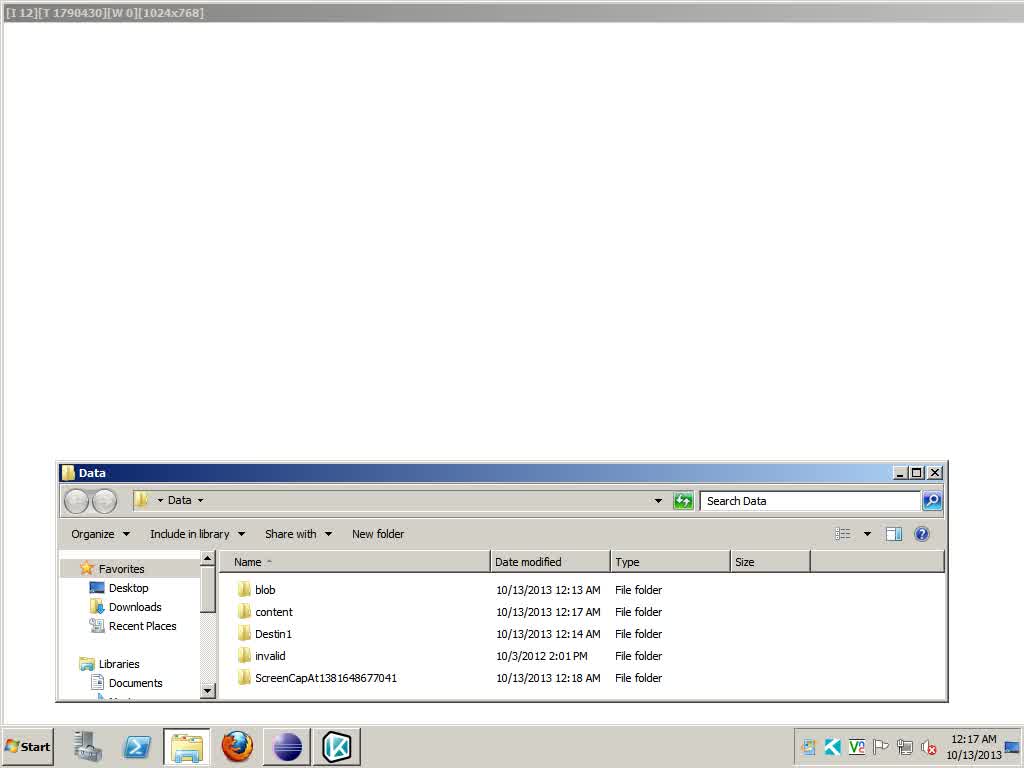 [I 12][T 1790430][W 0][1024x768]
Data
Data
Search Data
Organize Include in library Share with New folder
Name Date modified Type Size
Favorites
Desktop
Downloads
Recent Places
Libraries
Documents
blob 10/13/2013 12:13 AM File folder
content 10/13/2013 12:17 AM File folder
Destin1 10/13/2013 12:14 AM File folder
invalid 10/3/2012 2:01 PM File folder
ScreenCapAt1381648677041 10/13/2013 12:18 AM File folder
Start
12:17 AM
10/13/2013